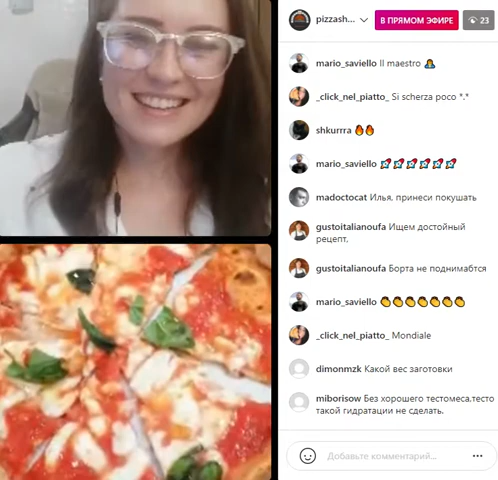 pizzash...
В ПРЯМОМ ЭФИРЕ
23
mario_saviello Il maestro
_click_nel_piatto_ Si scherza poco *.*
shkurrra
mario_saviello
madoctocat Илья, принеси покушать
gustoitalianoufa Ищем достойный
рецепт,
gustoitalianoufa Борта не поднимабтся
mario_saviello
_click_nel_piatto_ Mondiale
dimonmzk Какой вес заготовки
miborisow Без хорошего тестомеса,тесто
такой гидратации не сделать.
Добавьте комментарий...